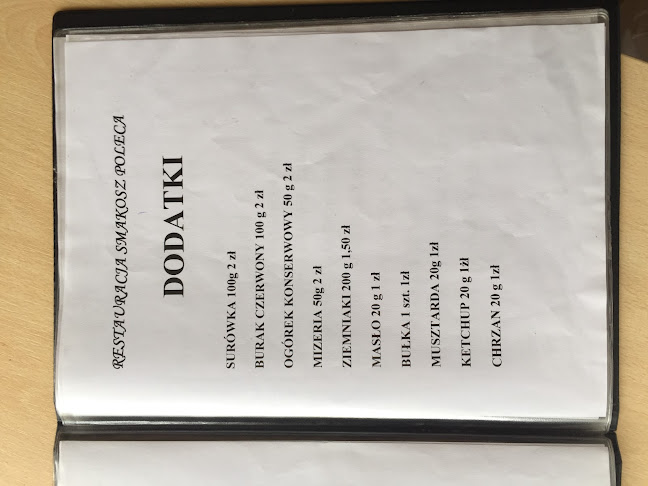 RESTAURACJA SMAKOSZ POLECA
DODATKI
SURÓWKA 100g 2 zł
BURAK CZERWONY 100 g 2 zł
OGÓREK KONSERWOWY 50 g 2 zł
MIZERIA 50g 2 zł
ZIEMNIAKI 200 g 1,50 zł
MASŁO 20 g 1 zł
BUŁKA 1 szt. 1zł
MUSZTARDA 20g 1zł
KETCHUP 20 g 1żł
CHRZAN 20 g 1zł